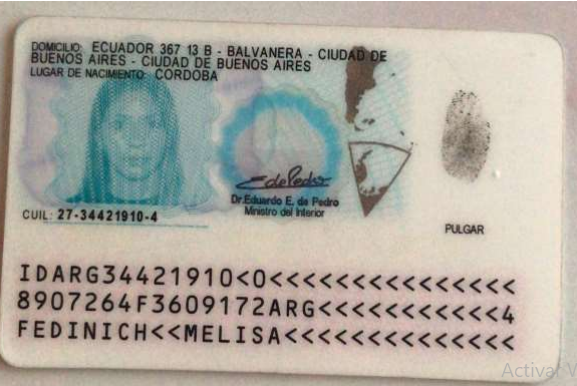 DOMICILIO: ECUADOR 367 13 B - BALVANERA - CIUDAD DE
BUENOS AIRES - CIUDAD DE BUENOS AIRES
LUGAR DE NACIMIENTO: CORDOBA
EdePedro
Dr. Eduardo E. de Pedro
Ministro del Interior
CUIL: 27-34421910-4
PULGAR
IDARG34421910<0<<<<<<<<<<<<<<<
8907264F3609172ARG<<<<<<<<<<<4
FEDINICH<<MELISA<<<<<<<<<<<<<<